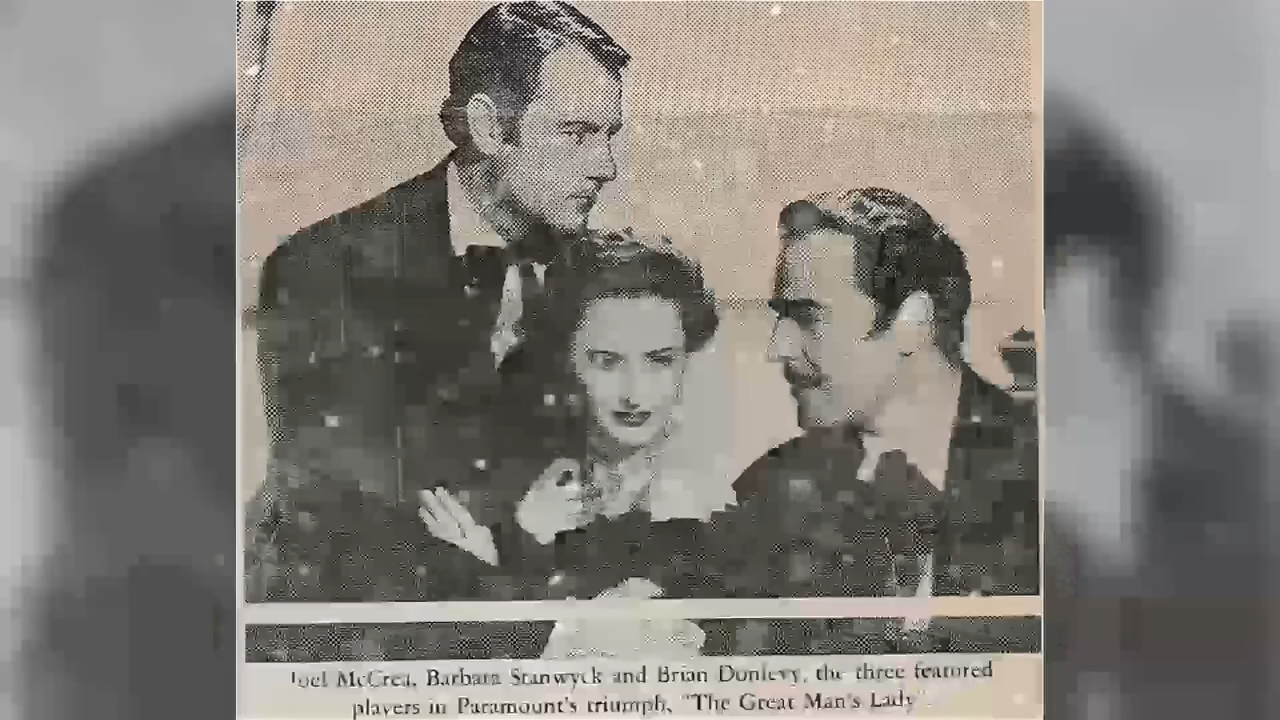 Joel McCrea, Barbara Stanwyck and Brian Donlevy, the three featured
players in Paramount's triumph, "The Great Man's Lady".